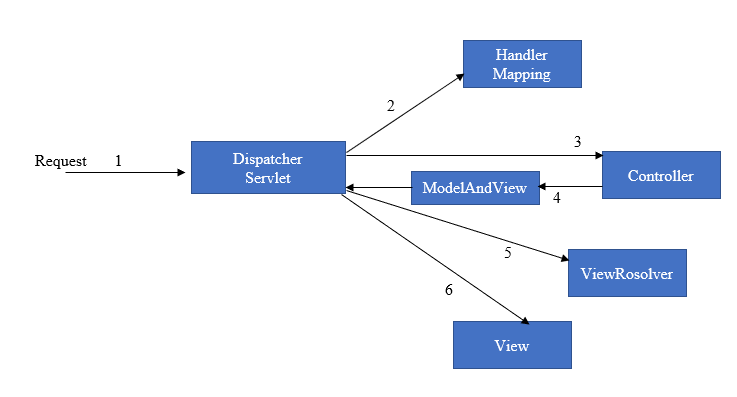 Handler
Mapping
2
3
Request 1
Dispatcher
Servlet
Controller
ModelAndView
4
5
ViewRosolver
6
View